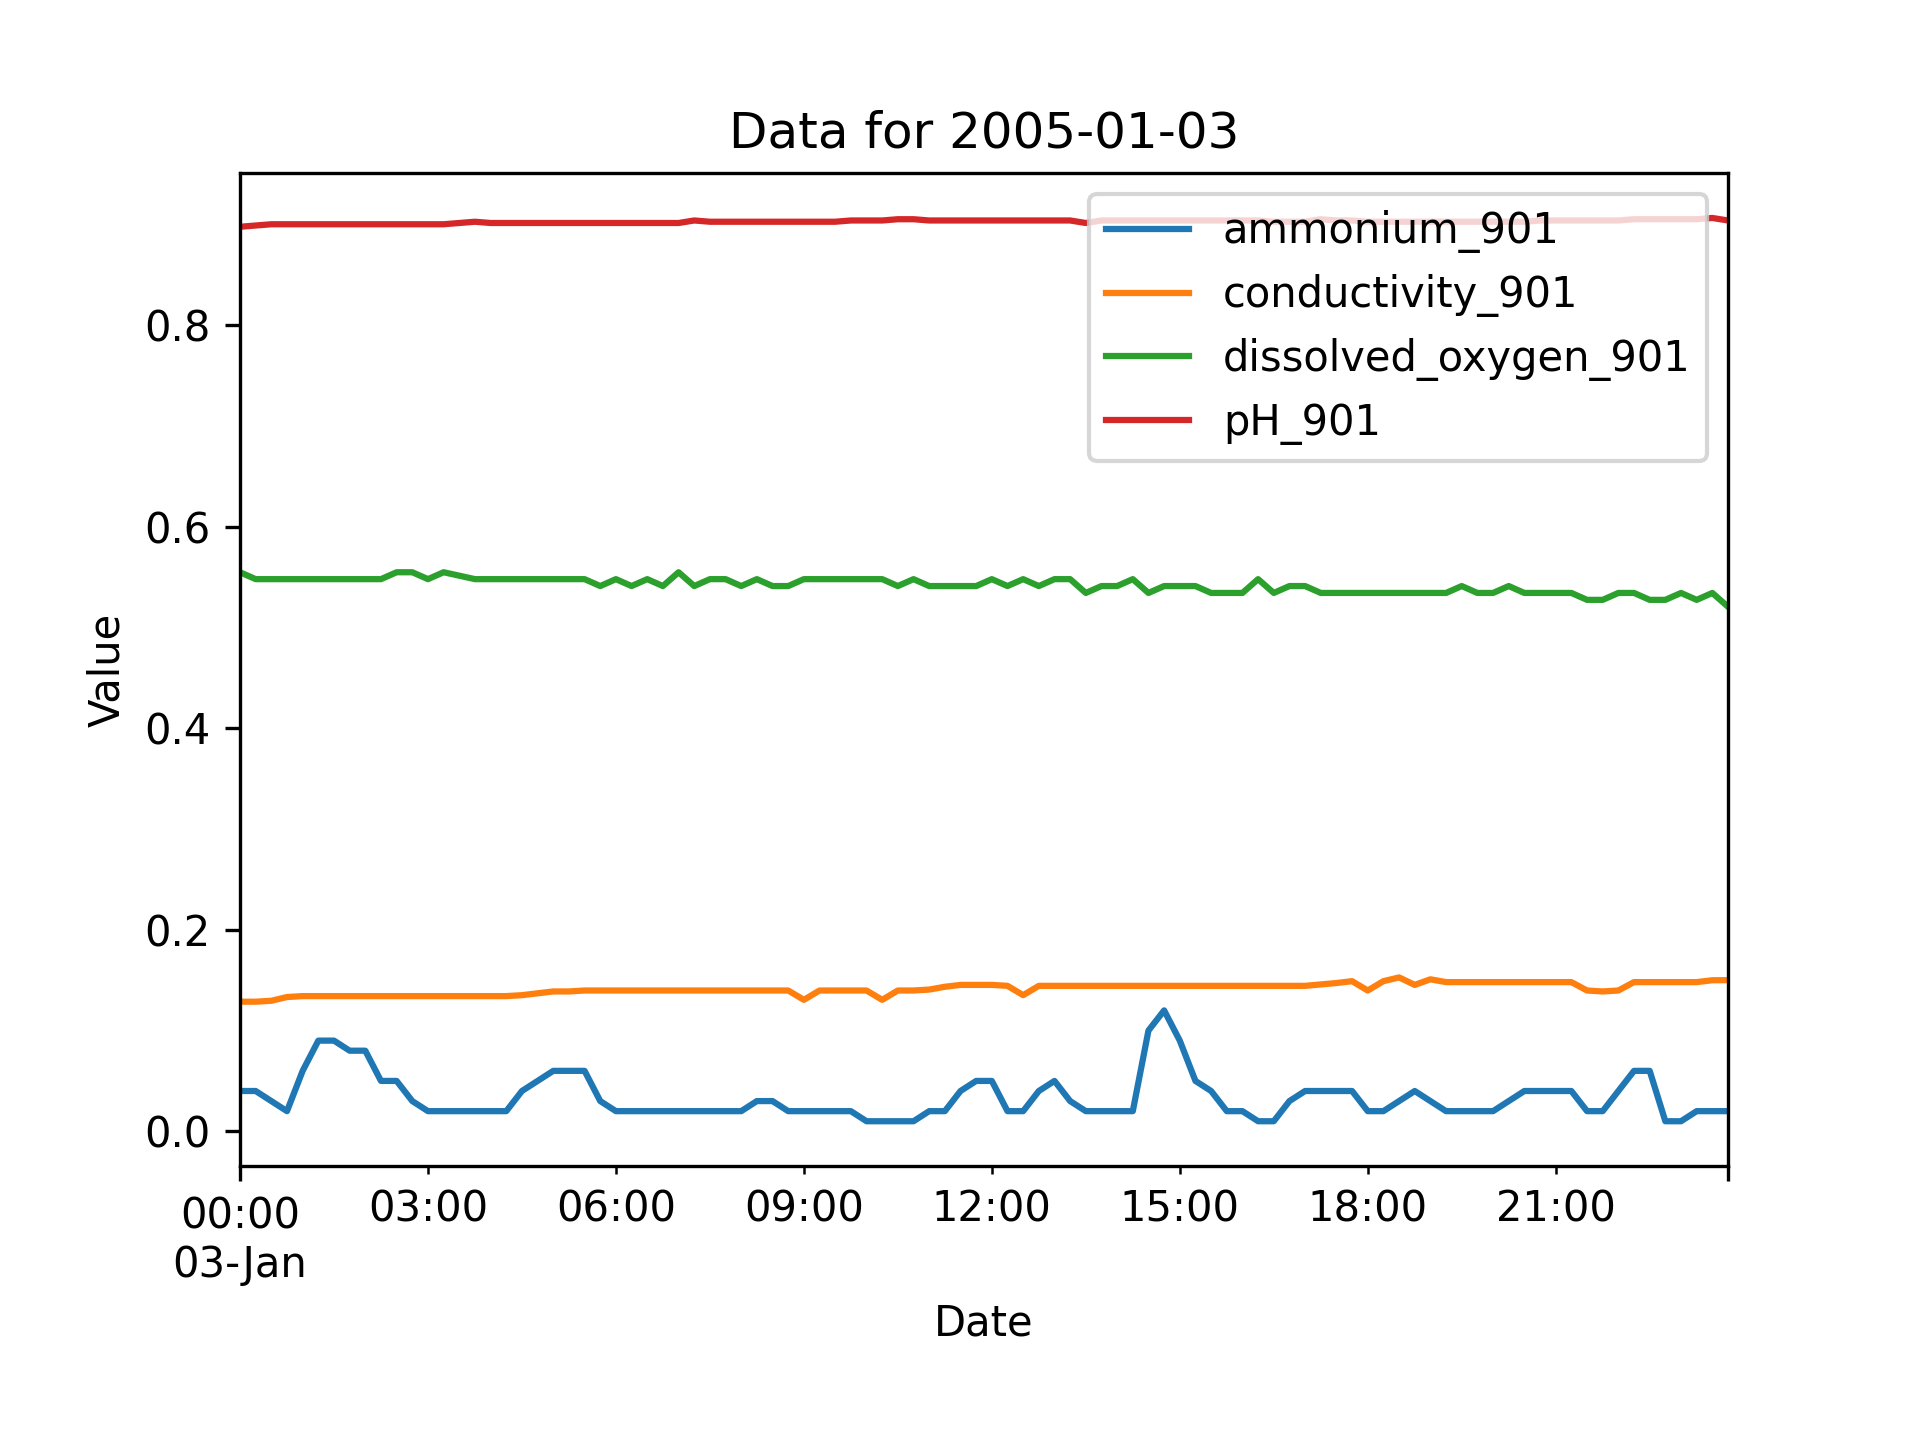 Data for 2005-01-03
ammonium_901
conductivity_901
dissolved_oxygen_901
pH_901
0.8
0.6
0.4
0.2
0.0
Value
00:00 03:00 06:00 09:00 12:00 15:00 18:00 21:00
03-Jan
Date